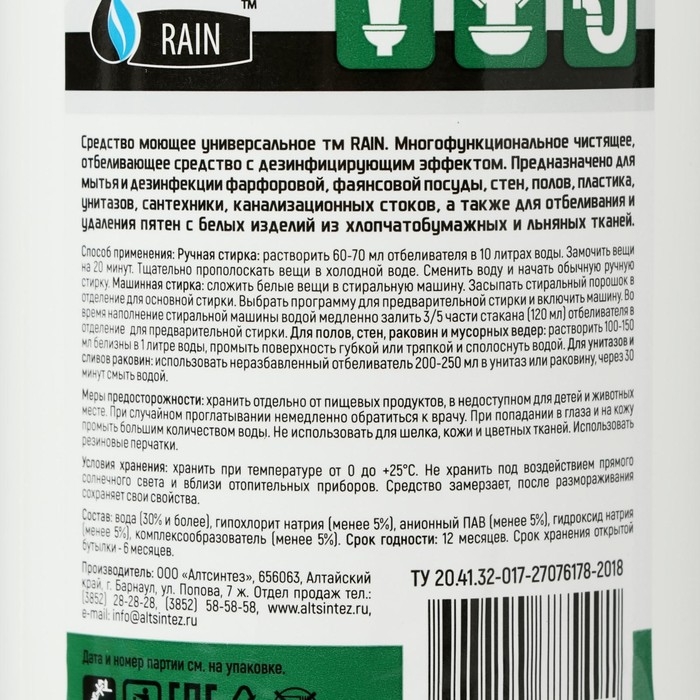 TM
RAIN
Средство моющее универсальное тм RAIN. Многофункциональное чистящее,
отбеливающее средство с дезинфицирующим эффектом. Предназначено для
мытья и дезинфекции фарфоровой, фаянсовой посуды, стен, полов, пластика,
унитазов, сантехники, канализационных стоков, а также для отбеливания и
удаления пятен с белых изделий из хлопчатобумажных и льняных тканей.
Способ применения: Ручная стирка: растворить 60-70 мл отбеливателя в 10 литрах воды. Замочить вещи
на 20 минут. Тщательно прополоскать вещи в холодной воде. Сменить воду и начать обычную ручную
стирку. Машинная стирка: сложить белые вещи в стиральную машину. Засыпать стиральный порошок в
отделение для основной стирки. Выбрать программу для предварительной стирки и включить машину. Во
время наполнение стиральной машины водой медленно залить 3/5 части стакана (120 мл) отбеливателя в
отделение для предварительной стирки. Для полов, стен, раковин и мусорных ведер: растворить 100-150
мл белизны в 1 литре воды, промыть поверхность губкой или тряпкой и сполоснуть водой. Для унитазов и
сливов раковин: использовать неразбавленный отбеливатель 200-250 мл в унитаз или раковину, через 30
минут смыть водой.
Меры предосторожности: хранить отдельно от пищевых продуктов, в недоступном для детей и животных
месте. При случайном проглатывании немедленно обратиться к врачу. При попадании в глаза и на кожу
промыть большим количеством воды. Не использовать для шелка, кожи и цветных тканей. Использовать
резиновые перчатки.
Условия хранения: хранить при температуре от 0 до +25°С. Не хранить под воздействием прямого
солнечного света и вблизи отопительных приборов. Средство замерзает, после размораживания
сохраняет свои свойства.
Состав: вода (30% и более), гипохлорит натрия (менее 5%), анионный ПАВ (менее 5%), гидроксид натрия
(менее 5%), комплексообразователь (менее 5%). Срок годности: 12 месяцев. Срок хранения открытой
бутылки - 6 месяцев.
Производитель: ООО «Алтсинтез», 656063, Алтайский
край, г. Барнаул, ул. Попова, 7 ж. Отдел продаж тел.:
(3852) 28-28-28, (3852) 58-58-58, www.altsintez.ru,
e-mail: info@altsintez.ru
ТУ 20.41.32-017-27076178-2018
Дата и номер партии см. на упаковке.